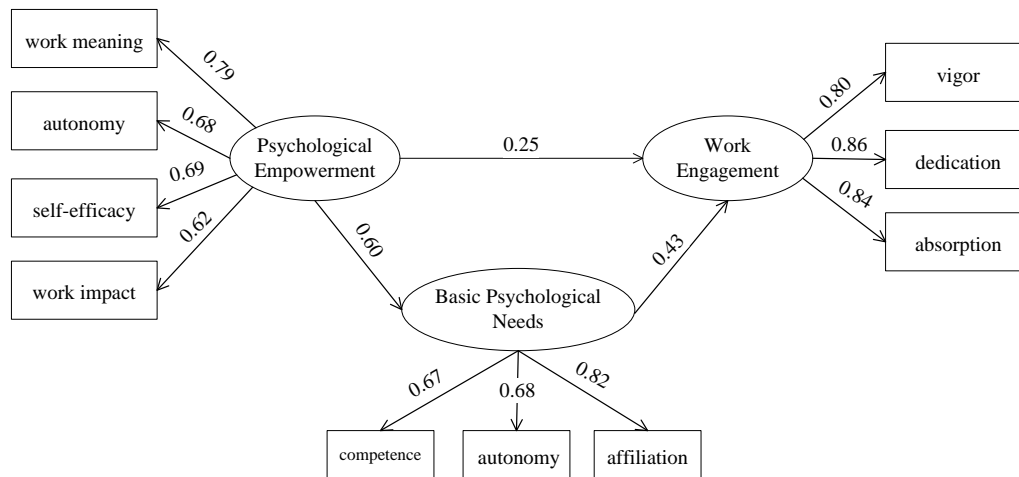 work meaning
0.79
autonomy
0.68
self-efficacy
0.69
work impact
0.62
Psychological
Empowerment
0.25
0.60
Work
Engagement
0.43
0.80
vigor
0.86
dedication
0.84
absorption
Basic Psychological
Needs
0.67
0.68
0.82
competence
autonomy
affiliation